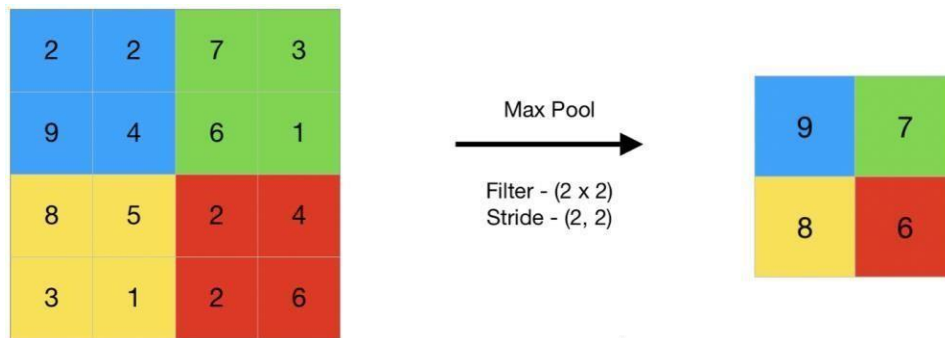 2 2 7 3
9 4 6 1
8 5 2 4
3 1 2 6
Max Pool
Filter - (2 x 2)
Stride - (2, 2)
9 7
8 6